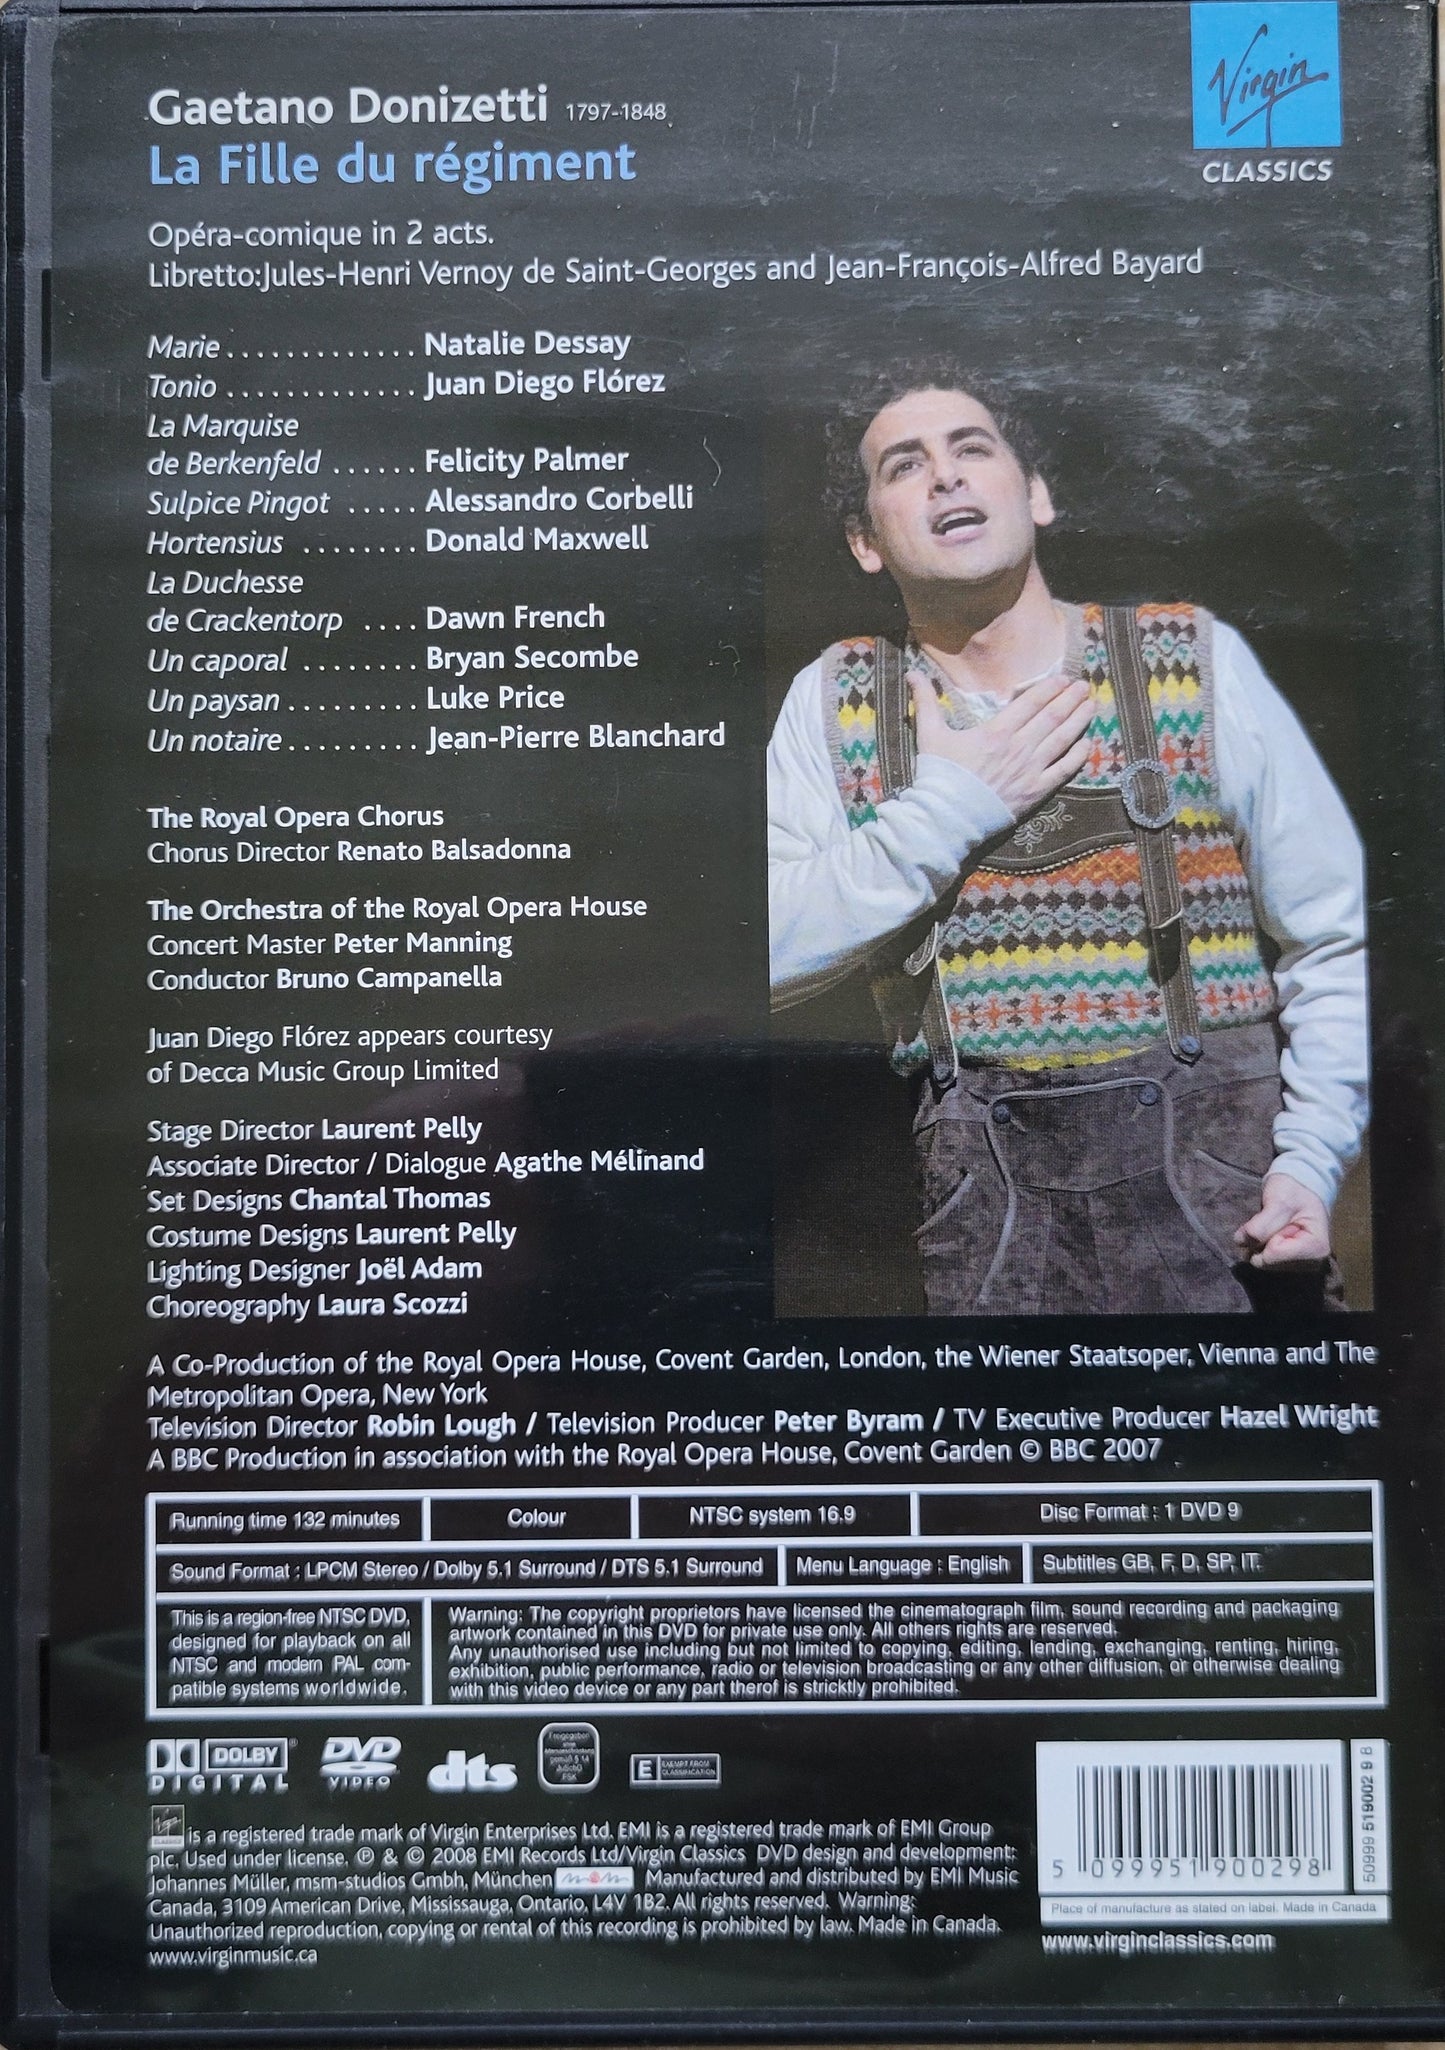 Virgin
CLASSICS
Gaetano Donizetti 1797-1848
La Fille du régiment
Opéra-comique in 2 acts.
Libretto:Jules-Henri Vernoy de Saint-Georges and Jean-François-Alfred Bayard
Marie ............. Natalie Dessay
Tonio ............. Juan Diego Flórez
La Marquise
de Berkenfeld ...... Felicity Palmer
Sulpice Pingot ..... Alessandro Corbelli
Hortensius ........ Donald Maxwell
La Duchesse
de Crackentorp .... Dawn French
Un caporal ........ Bryan Secombe
Un paysan ......... Luke Price
Un notaire ......... Jean-Pierre Blanchard
The Royal Opera Chorus
Chorus Director Renato Balsadonna
The Orchestra of the Royal Opera House
Concert Master Peter Manning
Conductor Bruno Campanella
Juan Diego Flórez appears courtesy
of Decca Music Group Limited
Stage Director Laurent Pelly
Associate Director / Dialogue Agathe Mélinand
Set Designs Chantal Thomas
Costume Designs Laurent Pelly
Lighting Designer Joël Adam
Choreography Laura Scozzi
A Co-Production of the Royal Opera House, Covent Garden, London, the Wiener Staatsoper, Vienna and The
Metropolitan Opera, New York
Television Director Robin Lough / Television Producer Peter Byram / TV Executive Producer Hazel Wright
A BBC Production in association with the Royal Opera House, Covent Garden © BBC 2007
Running time 132 minutes Colour NTSC system 16.9 Disc Format : 1 DVD 9
Sound Format : LPCM Stereo / Dolby 5.1 Surround / DTS 5.1 Surround Menu Language : English Subtitles GB, F, D, SP, IT.
This is a region-free NTSC DVD,
designed for playback on all
NTSC and modern PAL com-
patible systems worldwide.
Warning: The copyright proprietors have licensed the cinematograph film, sound recording and packaging
artwork contained in this DVD for private use only. All others rights are reserved.
Any unauthorised use including but not limited to copying, editing, lending, exchanging, renting, hiring,
exhibition, public performance, radio or television broadcasting or any other diffusion, or otherwise dealing
with this video device or any part therof is stricktly prohibited.
DOLBY
DIGITAL
DVD
VIDEO
dts
Freigegeben
ohne
Altersbeschränkung
gemäß § 14
JuSchG
FSK
E EXEMPT FROM
CLASSIFICATION
Virgin
CLASSICS
is a registered trade mark of Virgin Enterprises Ltd. EMI is a registered trade mark of EMI Group
plc. Used under license. ℗ & © 2008 EMI Records Ltd/Virgin Classics DVD design and development:
Johannes Müller, msm-studios Gmbh, München msm Manufactured and distributed by EMI Music
Canada, 3109 American Drive, Mississauga, Ontario, L4V 1B2. All rights reserved. Warning:
Unauthorized reproduction, copying or rental of this recording is prohibited by law. Made in Canada.
www.virginmusic.ca
5 099951 900298
50999 519002 9 8
Place of manufacture as stated on label. Made in Canada
www.virginclassics.com